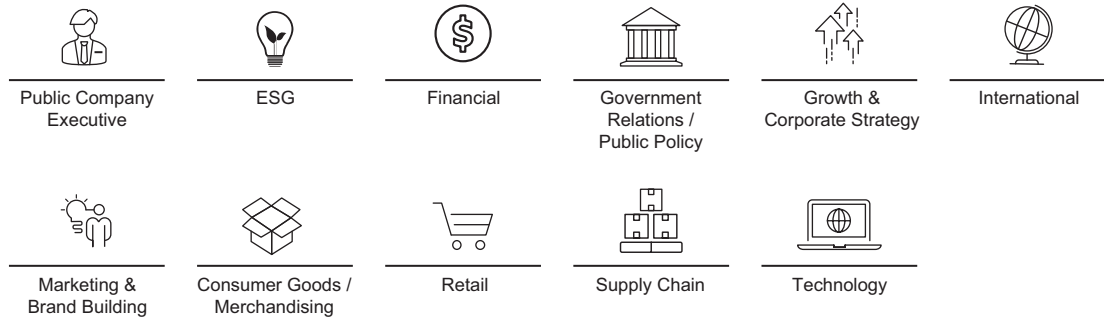 Public Company
Executive
ESG
Financial
Government
Relations /
Public Policy
Growth &
Corporate Strategy
International
Marketing &
Brand Building
Consumer Goods /
Merchandising
Retail
Supply Chain
Technology